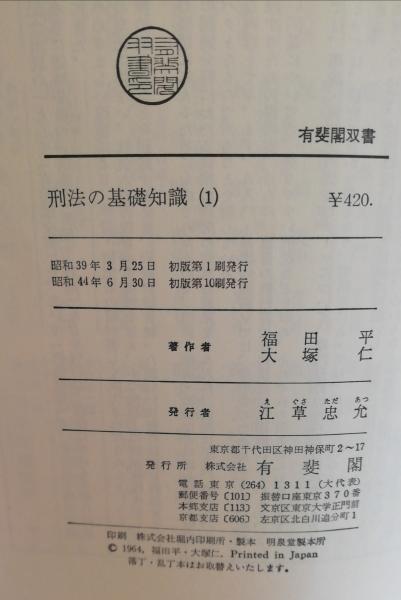 有斐閣双書
刑法の基礎知識 (1) ¥420.
昭和39年 3月25日 初版第1刷発行
昭和44年 6月30日 初版第10刷発行
著作者 福田平
大塚仁
え ぐさ ただ あつ
発行者 江草忠允
東京都千代田区神田神保町2~17
発行所 株式会社 有斐閣
電話東京(264)1311(大代表)
郵便番号〔101〕振替口座東京370番
本郷支店〔113〕文京区東京大学正門前
京都支店〔606〕左京区北白川追分町1
印刷 株式会社堀内印刷所・製本 明泉堂製本所
© 1964, 福田平・大塚仁. Printed in Japan
落丁・乱丁本はお取替えいたします。